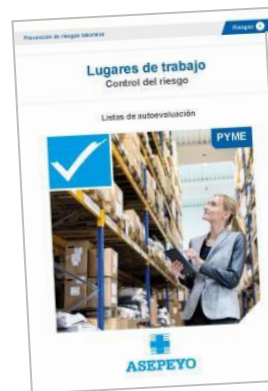 Prevención de riesgos laborales
Riesgos
Lugares de trabajo
Control del riesgo
Listas de autoevaluación
PYME
ASEPEYO